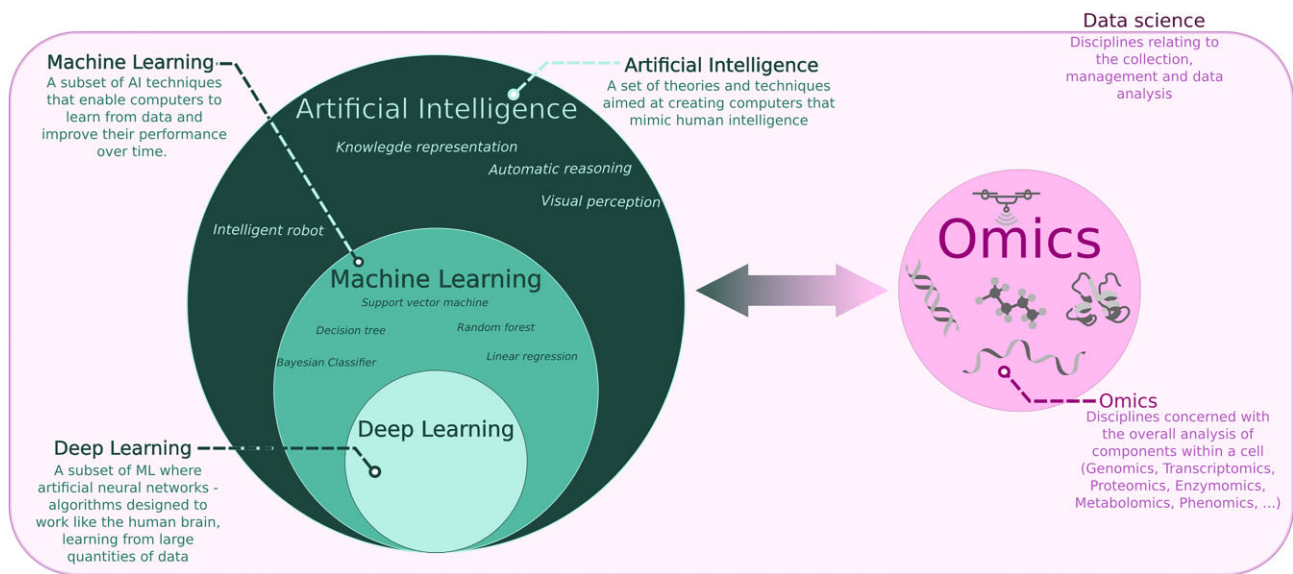 Data science
Disciplines relating to
the collection,
management and data
analysis
Machine Learning
A subset of AI techniques
that enable computers to
learn from data and
improve their performance
over time.
Artificial Intelligence
A set of theories and techniques
aimed at creating computers that
mimic human intelligence
Artificial Intelligence
Knowlegde representation
Automatic reasoning
Visual perception
Intelligent robot
Machine Learning
Support vector machine
Decision tree
Random forest
Bayesian Classifier
Linear regression
Deep Learning
Deep Learning
A subset of ML where
artificial neural networks -
algorithms designed to
work like the human brain,
learning from large
quantities of data
Omics
Omics
Disciplines concerned with
the overall analysis of
components within a cell
(Genomics, Transcriptomics,
Proteomics, Enzymomics,
Metabolomics, Phenomics, ...)